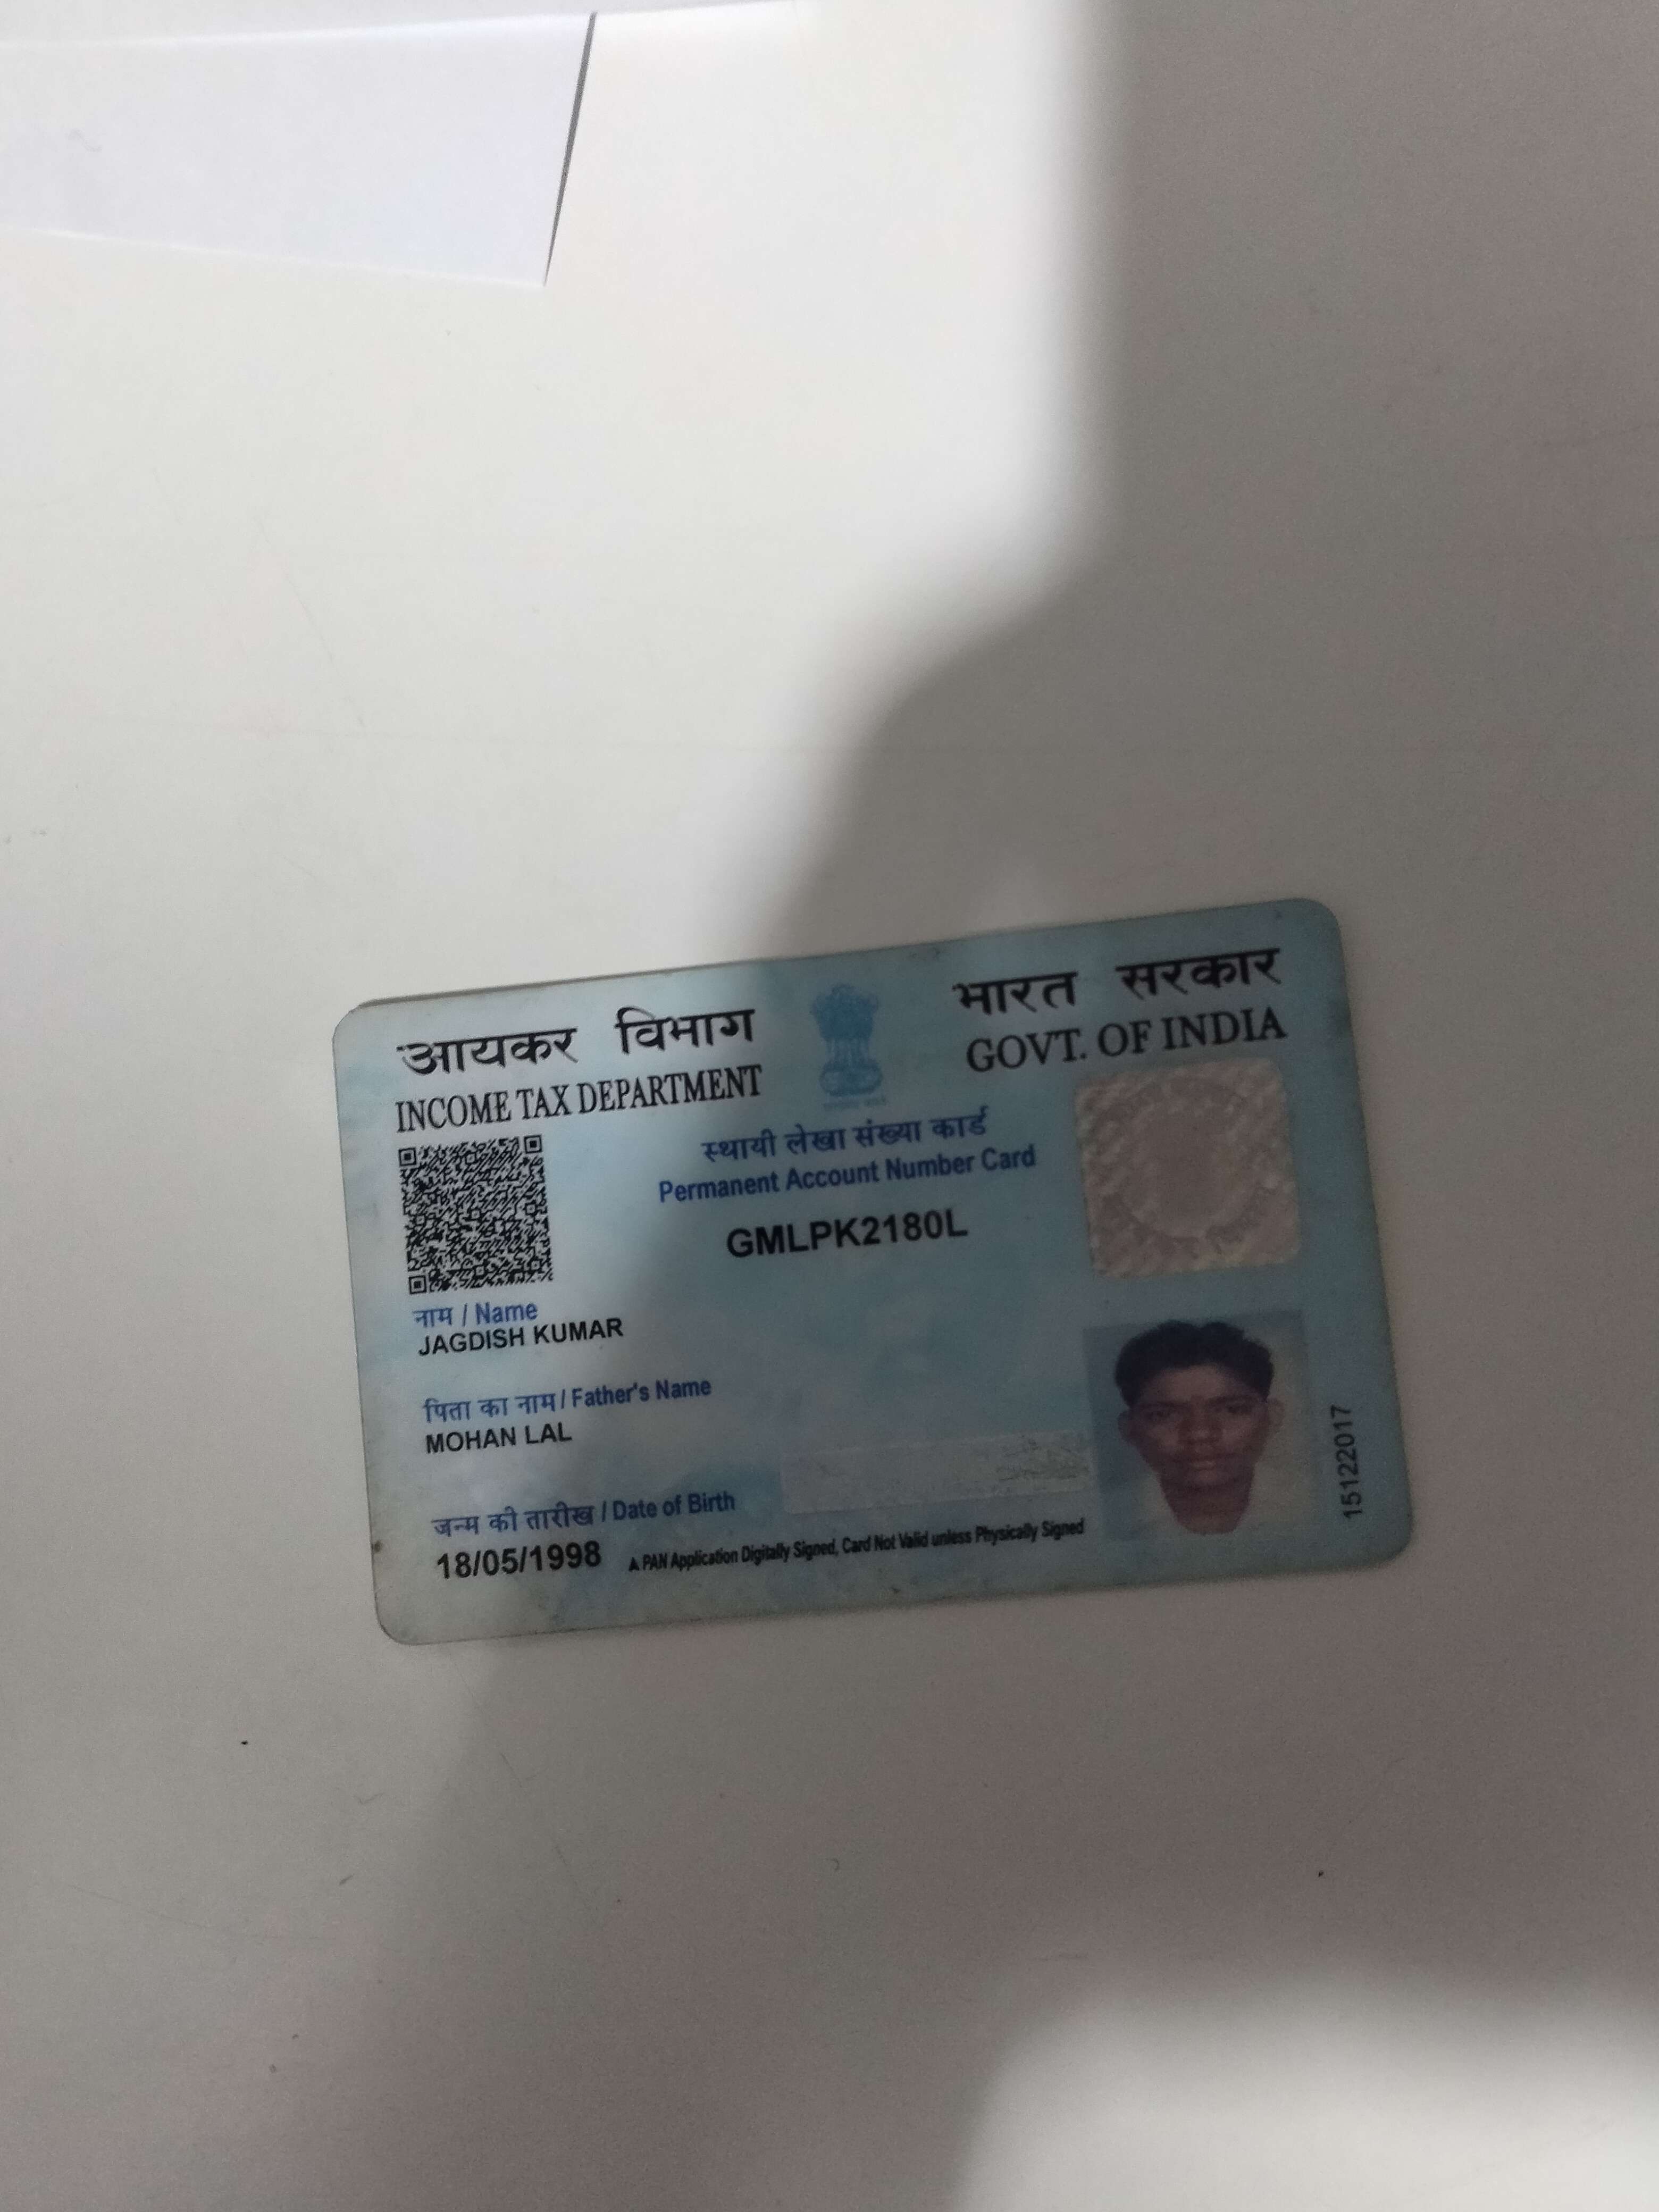 आयकर विभाग
INCOME TAX DEPARTMENT
भारत सरकार
GOVT. OF INDIA
स्थायी लेखा संख्या कार्ड
Permanent Account Number Card
GMLPK2180L
नाम / Name
JAGDISH KUMAR
पिता का नाम / Father's Name
MOHAN LAL
जन्म की तारीख / Date of Birth
18/05/1998
PAN Application Digitally Signed, Card Not Valid unless Physically Signed
15122017